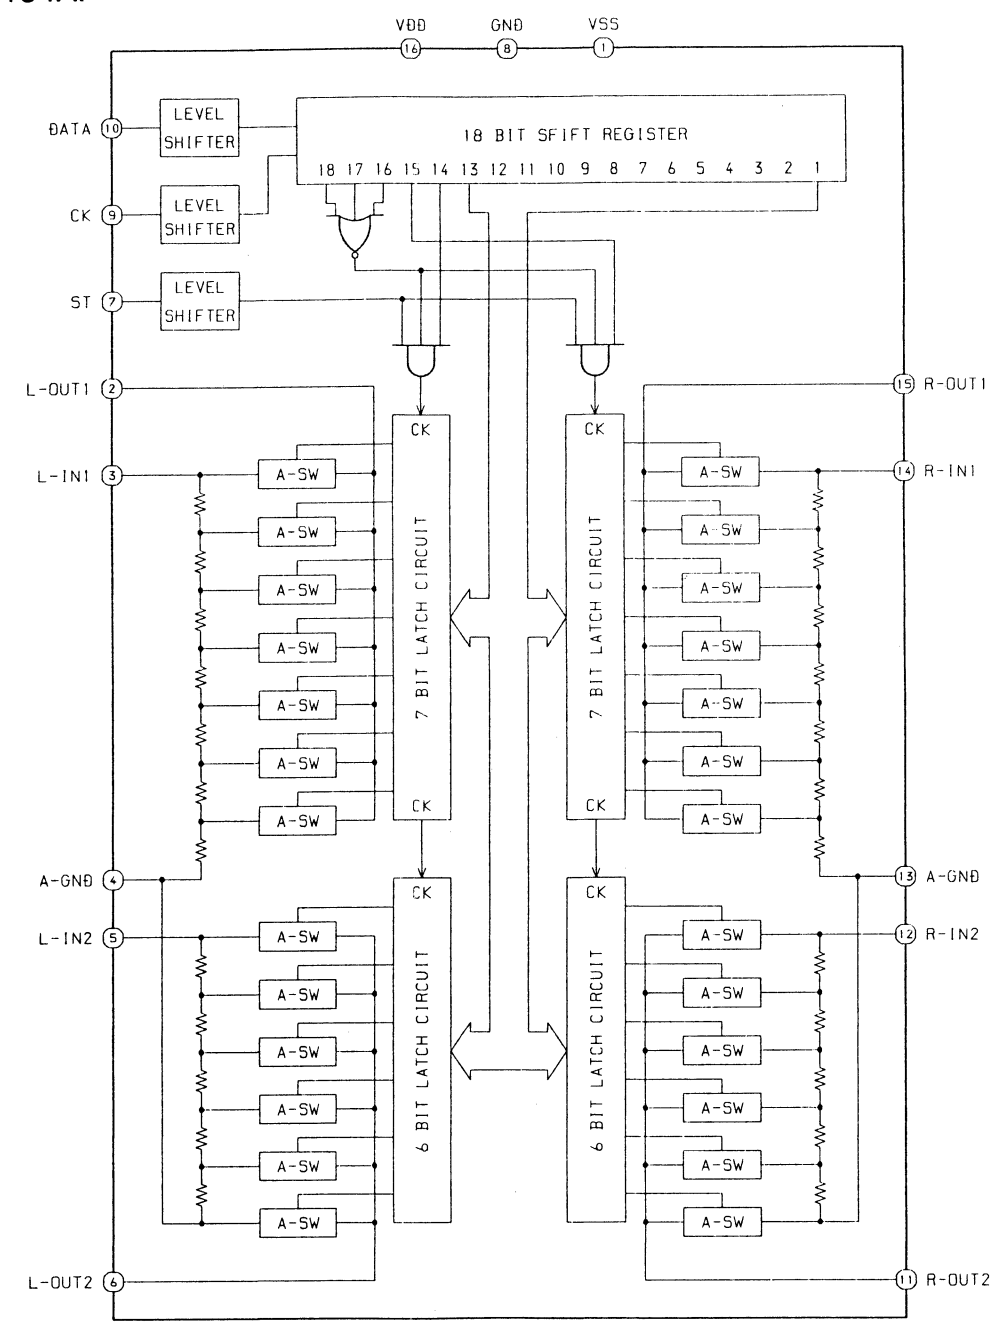 VDD GND VSS
16 8 1
LEVEL
SHIFTER
DATA 10
18 BIT SFIFT REGISTER
18 17 16 15 14 13 12 11 10 9 8 7 6 5 4 3 2 1
LEVEL
SHIFTER
CK 9
LEVEL
SHIFTER
ST 7
L-OUT1 2
15 R-OUT1
CK CK
L-IN1 3 A-SW A-SW 14 R-IN1
A-SW A-SW
A-SW A-SW
A-SW A-SW
A-SW A-SW
A-SW A-SW
A-SW A-SW
7 BIT LATCH CIRCUIT
7 BIT LATCH CIRCUIT
CK CK
A-GND 4
13 A-GND
CK CK
L-IN2 5 A-SW A-SW 12 R-IN2
A-SW A-SW
A-SW A-SW
A-SW A-SW
A-SW A-SW
A-SW A-SW
6 BIT LATCH CIRCUIT
6 BIT LATCH CIRCUIT
L-OUT2 6
11 R-OUT2